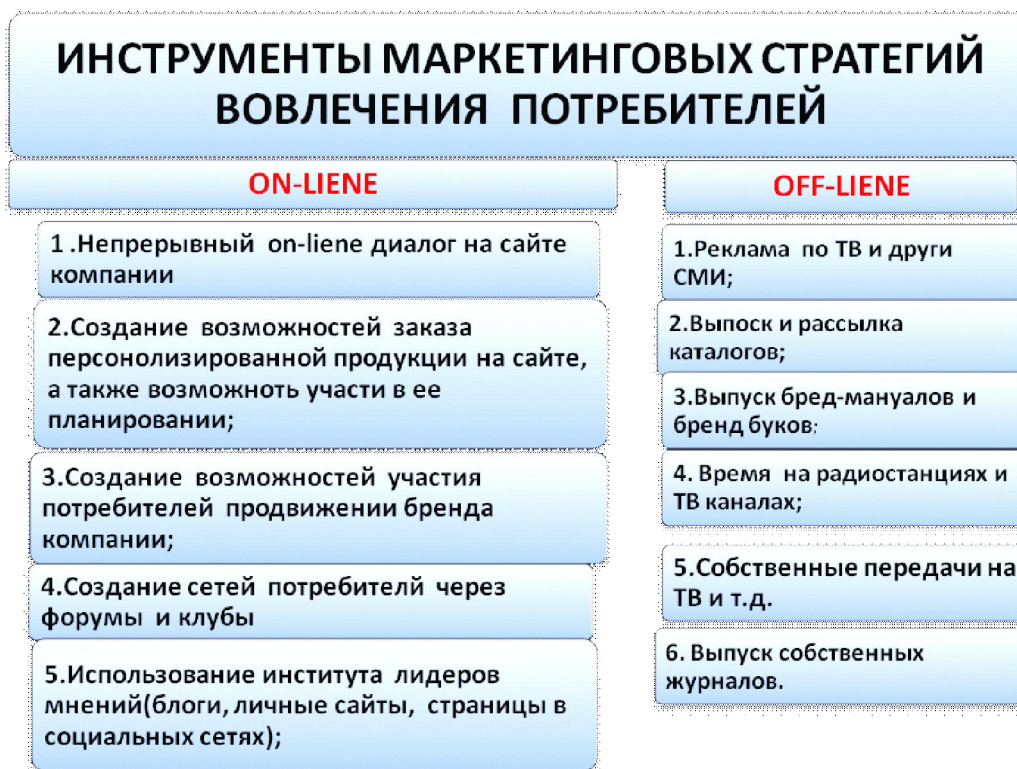 ИНСТРУМЕНТЫ МАРКЕТИНГОВЫХ СТРАТЕГИЙ
ВОВЛЕЧЕНИЯ ПОТРЕБИТЕЛЕЙ
ON-LIENE
1 .Непрерывный on-liene диалог на сайте
компании
2.Создание возможностей заказа
персонолизированной продукции на сайте,
а также возможноть участи в ее
планировании;
3.Создание возможностей участия
потребителей продвижении бренда
компании;
4.Создание сетей потребителй через
форумы и клубы
5.Использование института лидеров
мнений(блоги, личные сайты, страницы в
социальных сетях);
OFF-LIENE
1.Реклама по ТВ и други
СМИ;
2.Выпоск и рассылка
каталогов;
3.Выпуск бред-мануалов и
бренд буков;
4. Время на радиостанциях и
ТВ каналах;
5.Собственные передачи на
ТВ и т.д.
6. Выпуск собственных
журналов.